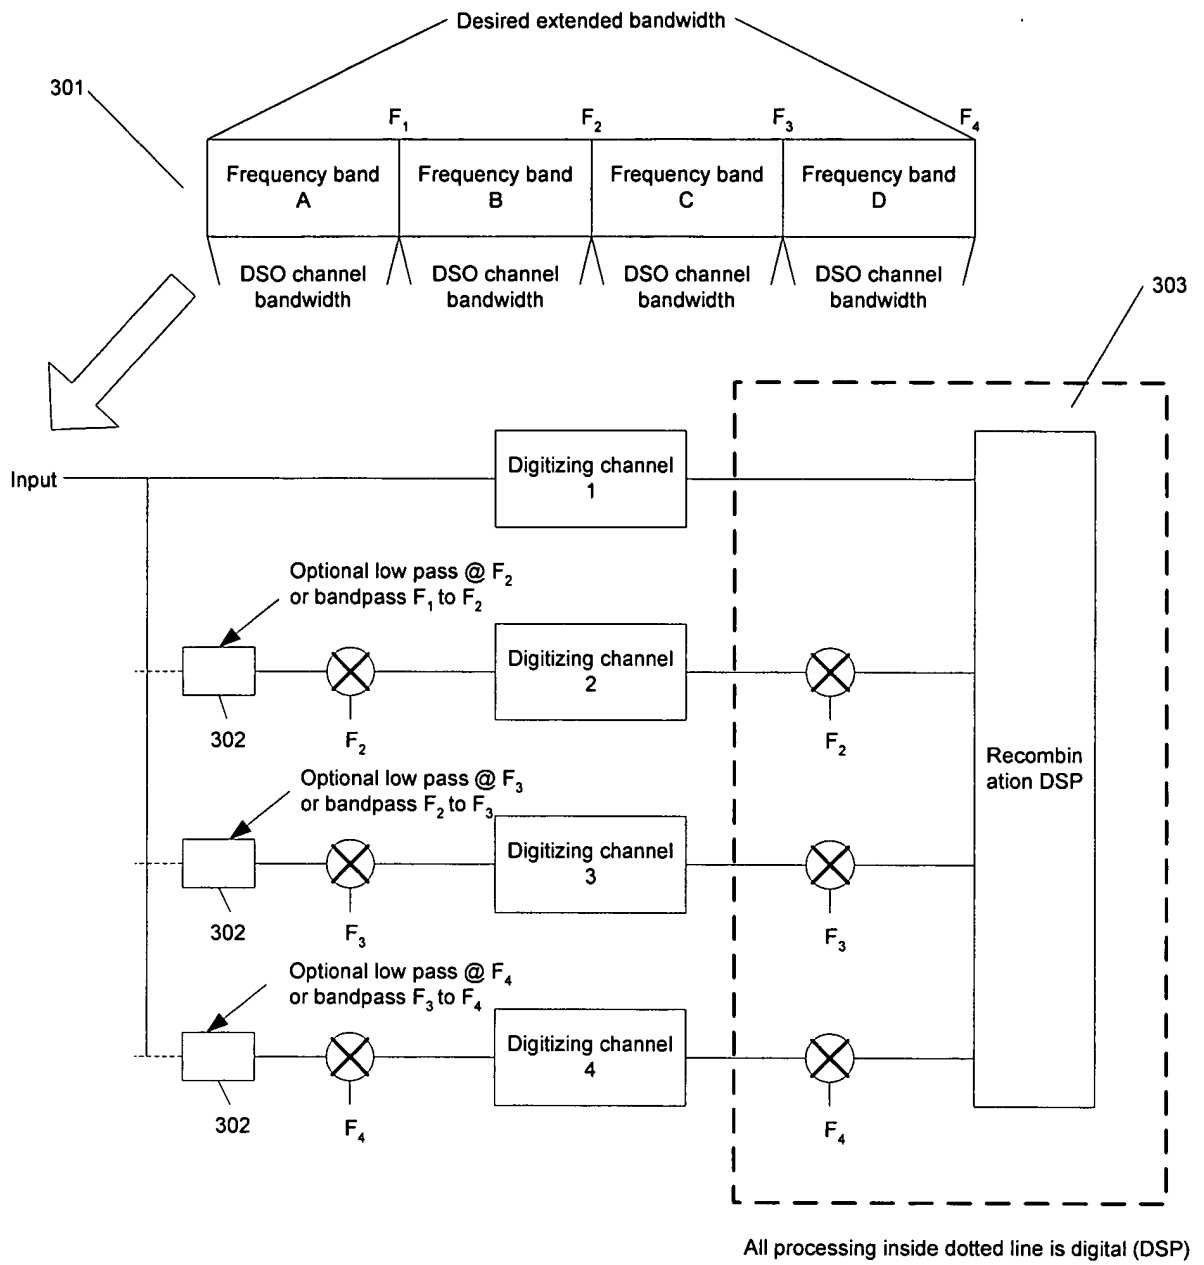 Desired extended bandwidth
301
F1 F2 F3 F4
Frequency band A
Frequency band B
Frequency band C
Frequency band D
DSO channel bandwidth
DSO channel bandwidth
DSO channel bandwidth
DSO channel bandwidth
303
Input
Digitizing channel
1
Optional low pass @ F2
or bandpass F1 to F2
302
F2
Digitizing channel
2
F2
Optional low pass @ F3
or bandpass F2 to F3
302
F3
Digitizing channel
3
F3
Optional low pass @ F4
or bandpass F3 to F4
302
F4
Digitizing channel
4
F4
Recombin
ation DSP
All processing inside dotted line is digital (DSP)